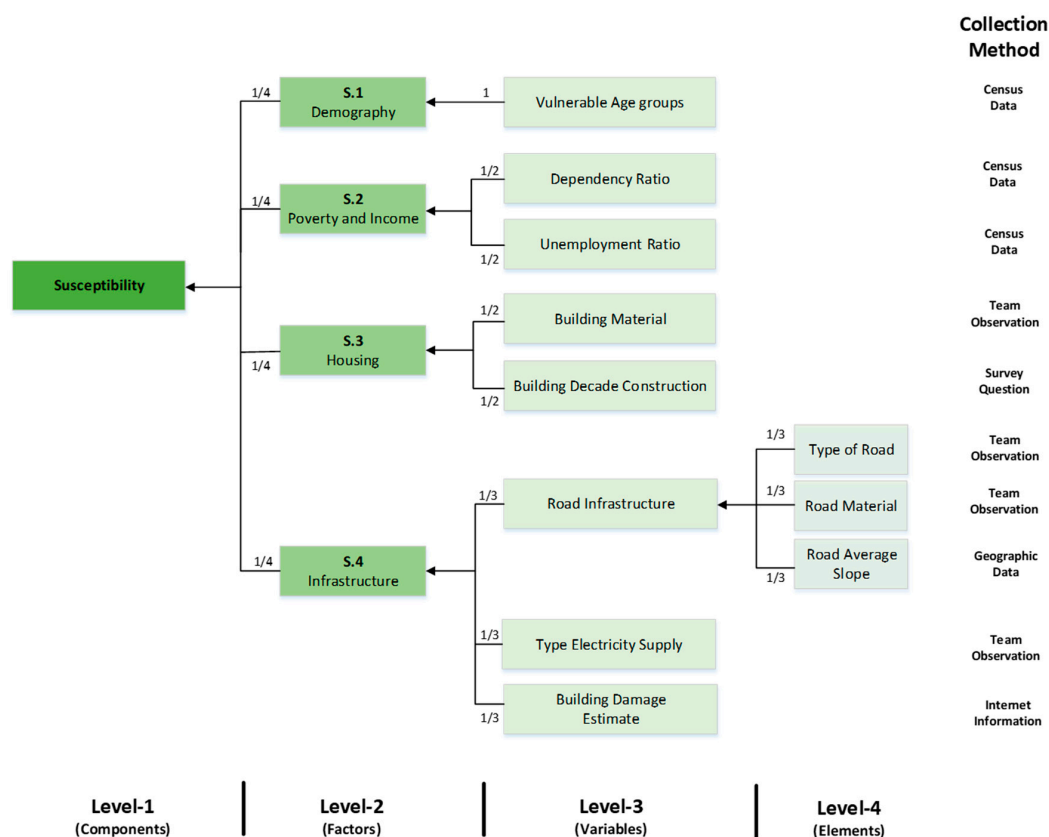 Collection
Method
1/4
S.1
Demography
1
Vulnerable Age groups
Census
Data
1/4
S.2
Poverty and Income
1/2
Dependency Ratio
Census
Data
1/2
Unemployment Ratio
Census
Data
Susceptibility
1/4
S.3
Housing
1/2
Building Material
Team
Observation
1/2
Building Decade Construction
Survey
Question
1/4
S.4
Infrastructure
1/3
Road Infrastructure
1/3
Type of Road
Team
Observation
1/3
Road Material
Team
Observation
1/3
Road Average
Slope
Geographic
Data
1/3
Type Electricity Supply
Team
Observation
1/3
Building Damage
Estimate
Internet
Information
Level-1
(Components)
Level-2
(Factors)
Level-3
(Variables)
Level-4
(Elements)